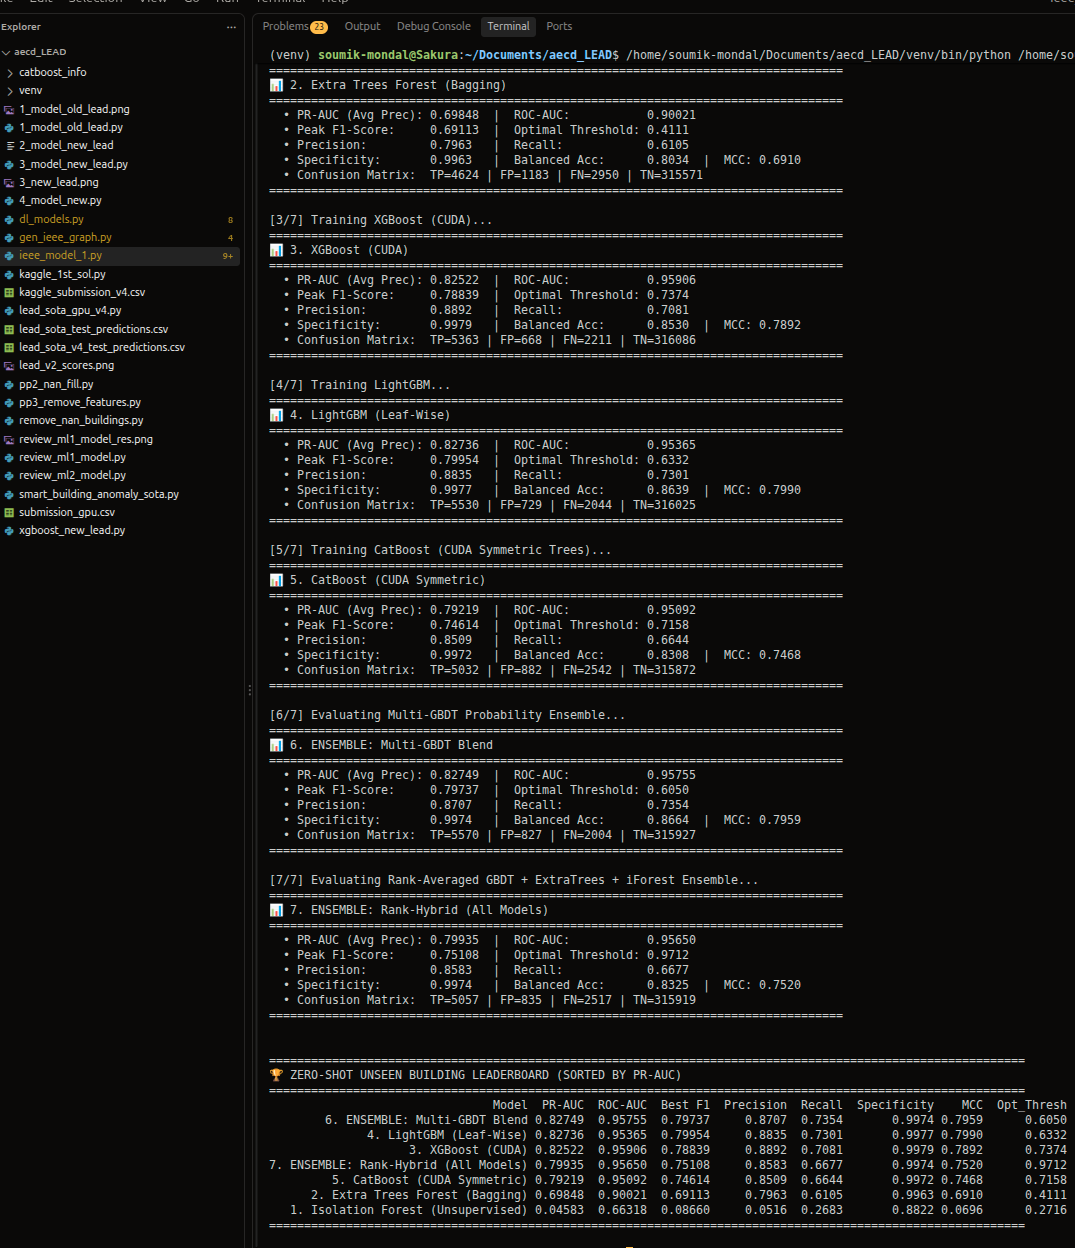 Explorer
aecd_LEAD
catboost_info
venv
1_model_old_lead.png
1_model_old_lead.py
2_model_new_lead
3_model_new_lead.py
3_new_lead.png
4_model_new.py
dl_models.py 8
gen_ieee_graph.py 4
ieee_model_1.py 9+
kaggle_1st_sol.py
kaggle_submission_v4.csv
lead_sota_gpu_v4.py
lead_sota_test_predictions.csv
lead_sota_v4_test_predictions.csv
lead_v2_scores.png
pp2_nan_fill.py
pp3_remove_features.py
remove_nan_buildings.py
review_ml1_model_res.png
review_ml1_model.py
review_ml2_model.py
smart_building_anomaly_sota.py
submission_gpu.csv
xgboost_new_lead.py
Problems 23 Output Debug Console Terminal Ports
(venv) soumik-mondal@Sakura:~/Documents/aecd_LEAD$ /home/soumik-mondal/Documents/aecd_LEAD/venv/bin/python /home/so
==================================================================================
📊 2. Extra Trees Forest (Bagging)
==================================================================================
• PR-AUC (Avg Prec): 0.69848 | ROC-AUC: 0.90021
• Peak F1-Score: 0.69113 | Optimal Threshold: 0.4111
• Precision: 0.7963 | Recall: 0.6105
• Specificity: 0.9963 | Balanced Acc: 0.8034 | MCC: 0.6910
• Confusion Matrix: TP=4624 | FP=1183 | FN=2950 | TN=315571
==================================================================================
[3/7] Training XGBoost (CUDA)...
==================================================================================
📊 3. XGBoost (CUDA)
==================================================================================
• PR-AUC (Avg Prec): 0.82522 | ROC-AUC: 0.95906
• Peak F1-Score: 0.78839 | Optimal Threshold: 0.7374
• Precision: 0.8892 | Recall: 0.7081
• Specificity: 0.9979 | Balanced Acc: 0.8530 | MCC: 0.7892
• Confusion Matrix: TP=5363 | FP=668 | FN=2211 | TN=316086
==================================================================================
[4/7] Training LightGBM...
==================================================================================
📊 4. LightGBM (Leaf-Wise)
==================================================================================
• PR-AUC (Avg Prec): 0.82736 | ROC-AUC: 0.95365
• Peak F1-Score: 0.79954 | Optimal Threshold: 0.6332
• Precision: 0.8835 | Recall: 0.7301
• Specificity: 0.9977 | Balanced Acc: 0.8639 | MCC: 0.7990
• Confusion Matrix: TP=5530 | FP=729 | FN=2044 | TN=316025
==================================================================================
[5/7] Training CatBoost (CUDA Symmetric Trees)...
==================================================================================
📊 5. CatBoost (CUDA Symmetric)
==================================================================================
• PR-AUC (Avg Prec): 0.79219 | ROC-AUC: 0.95092
• Peak F1-Score: 0.74614 | Optimal Threshold: 0.7158
• Precision: 0.8509 | Recall: 0.6644
• Specificity: 0.9972 | Balanced Acc: 0.8308 | MCC: 0.7468
• Confusion Matrix: TP=5032 | FP=882 | FN=2542 | TN=315872
==================================================================================
[6/7] Evaluating Multi-GBDT Probability Ensemble...
==================================================================================
📊 6. ENSEMBLE: Multi-GBDT Blend
==================================================================================
• PR-AUC (Avg Prec): 0.82749 | ROC-AUC: 0.95755
• Peak F1-Score: 0.79737 | Optimal Threshold: 0.6050
• Precision: 0.8707 | Recall: 0.7354
• Specificity: 0.9974 | Balanced Acc: 0.8664 | MCC: 0.7959
• Confusion Matrix: TP=5570 | FP=827 | FN=2004 | TN=315927
==================================================================================
[7/7] Evaluating Rank-Averaged GBDT + ExtraTrees + iForest Ensemble...
==================================================================================
📊 7. ENSEMBLE: Rank-Hybrid (All Models)
==================================================================================
• PR-AUC (Avg Prec): 0.79935 | ROC-AUC: 0.95650
• Peak F1-Score: 0.75108 | Optimal Threshold: 0.9712
• Precision: 0.8583 | Recall: 0.6677
• Specificity: 0.9974 | Balanced Acc: 0.8325 | MCC: 0.7520
• Confusion Matrix: TP=5057 | FP=835 | FN=2517 | TN=315919
==================================================================================
============================================================================================================
🏆 ZERO-SHOT UNSEEN BUILDING LEADERBOARD (SORTED BY PR-AUC)
============================================================================================================
Model PR-AUC ROC-AUC Best F1 Precision Recall Specificity MCC Opt_Thresh
6. ENSEMBLE: Multi-GBDT Blend 0.82749 0.95755 0.79737 0.8707 0.7354 0.9974 0.7959 0.6050
4. LightGBM (Leaf-Wise) 0.82736 0.95365 0.79954 0.8835 0.7301 0.9977 0.7990 0.6332
3. XGBoost (CUDA) 0.82522 0.95906 0.78839 0.8892 0.7081 0.9979 0.7892 0.7374
7. ENSEMBLE: Rank-Hybrid (All Models) 0.79935 0.95650 0.75108 0.8583 0.6677 0.9974 0.7520 0.9712
5. CatBoost (CUDA Symmetric) 0.79219 0.95092 0.74614 0.8509 0.6644 0.9972 0.7468 0.7158
2. Extra Trees Forest (Bagging) 0.69848 0.90021 0.69113 0.7963 0.6105 0.9963 0.6910 0.4111
1. Isolation Forest (Unsupervised) 0.04583 0.66318 0.08660 0.0516 0.2683 0.8822 0.0696 0.2716
============================================================================================================